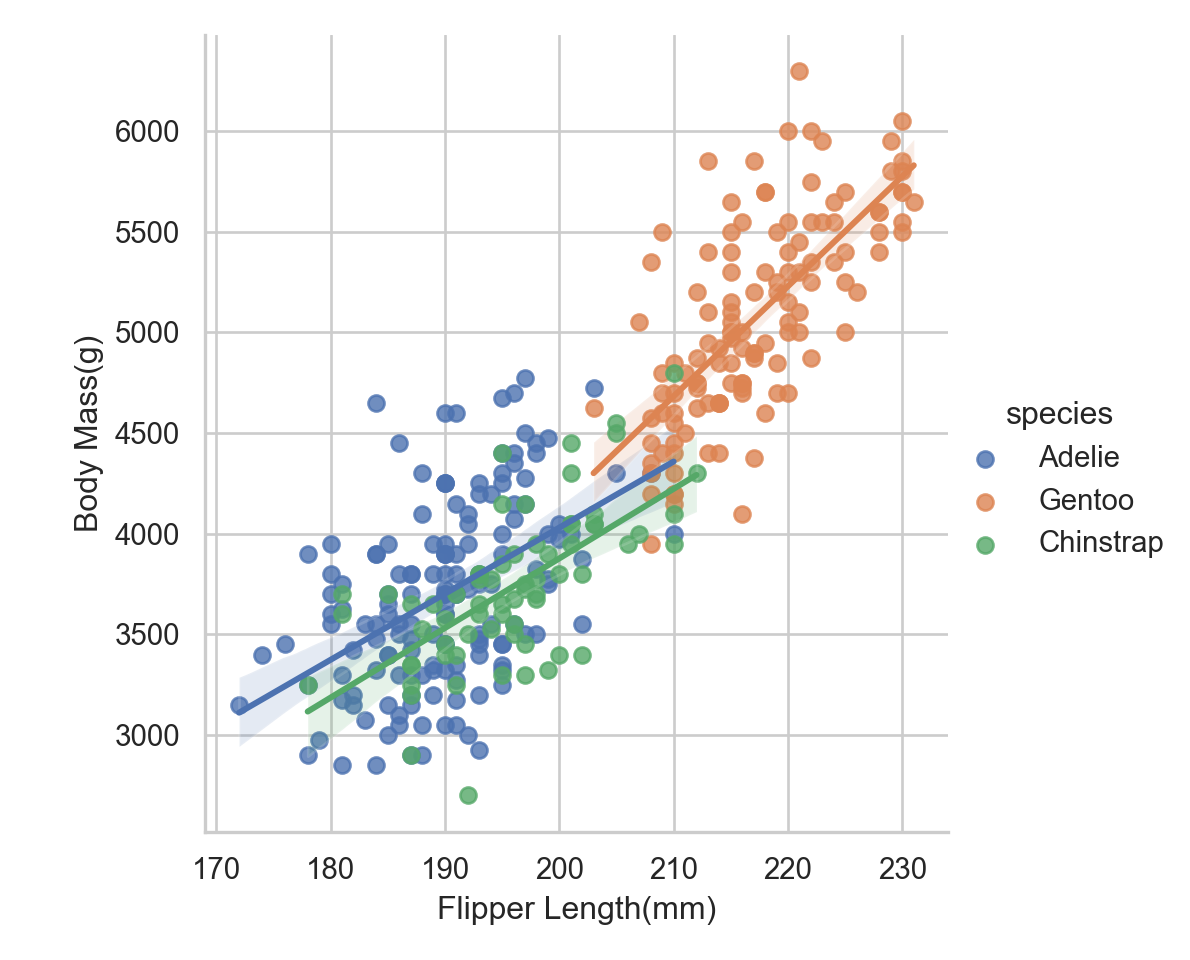 6000
5500
5000
4500
4000
3500
3000
Body Mass(g)
170 180 190 200 210 220 230
Flipper Length(mm)
species
Adelie
Gentoo
Chinstrap